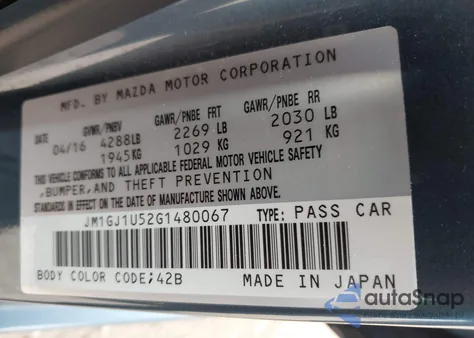 MFD. BY MAZDA MOTOR CORPORATION
DATE GVWR/PNBV GAWR/PNBE FRT GAWR/PNBE RR
04/16 4288LB 2269 LB 2030 LB
1945KG 1029 KG 921 KG
THIS VEHICLE CONFORMS TO ALL APPLICABLE FEDERAL MOTOR VEHICLE SAFETY
,BUMPER,AND THEFT PREVENTION
STANDARDS IN EFFECT ON THE DATE OF MANUFACTURE SHOWN ABOVE.
JM1GJ1U52G1480067 TYPE: PASS CAR
BODY COLOR CODE;42B MADE IN JAPAN
autoSnap